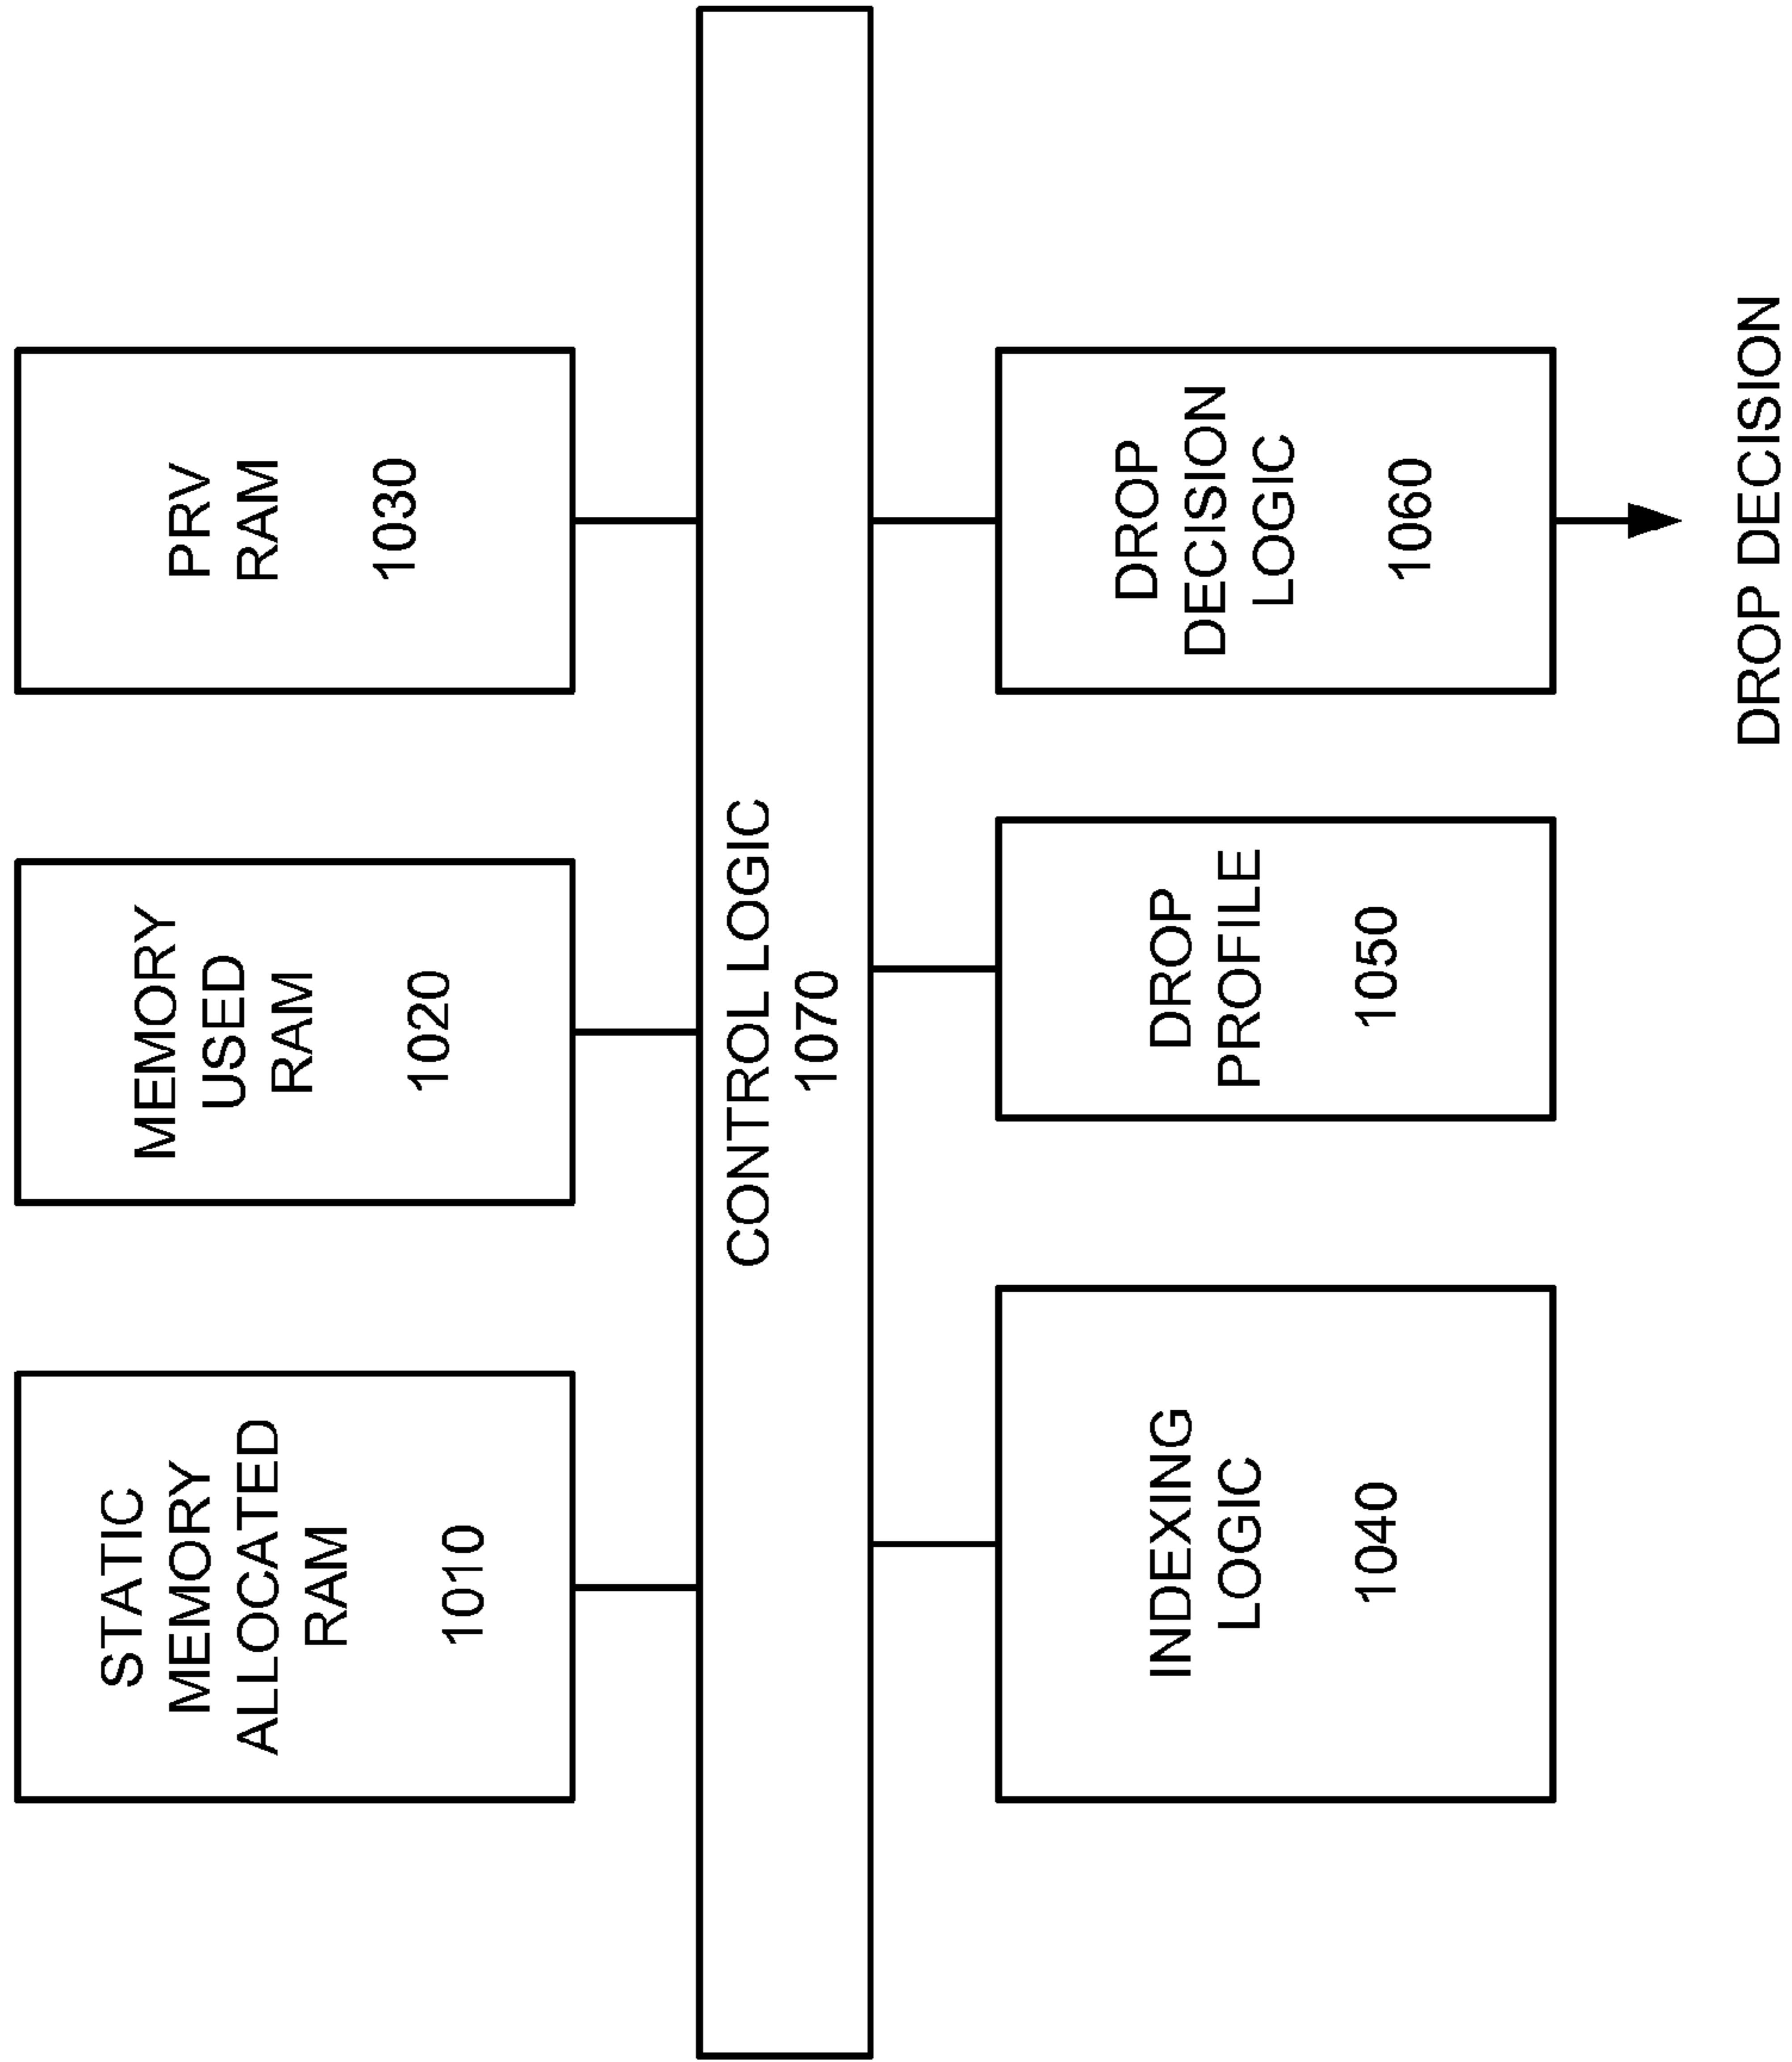 STATIC
MEMORY
ALLOCATED
RAM
1010
MEMORY
USED
RAM
1020
PRV
RAM
1030
CONTROL LOGIC
1070
INDEXING
LOGIC
1040
DROP
PROFILE
1050
DROP
DECISION
LOGIC
1060
DROP DECISION